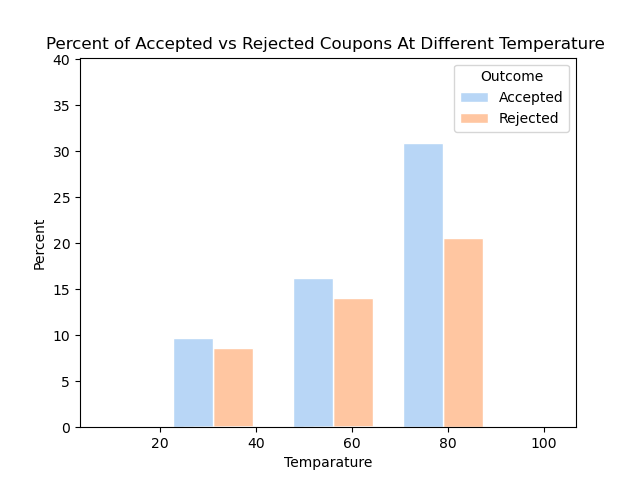 Percent of Accepted vs Rejected Coupons At Different Temperature
Outcome
Accepted
Rejected
Percent
40
35
30
25
20
15
10
5
0
20 40 60 80 100
Temparature